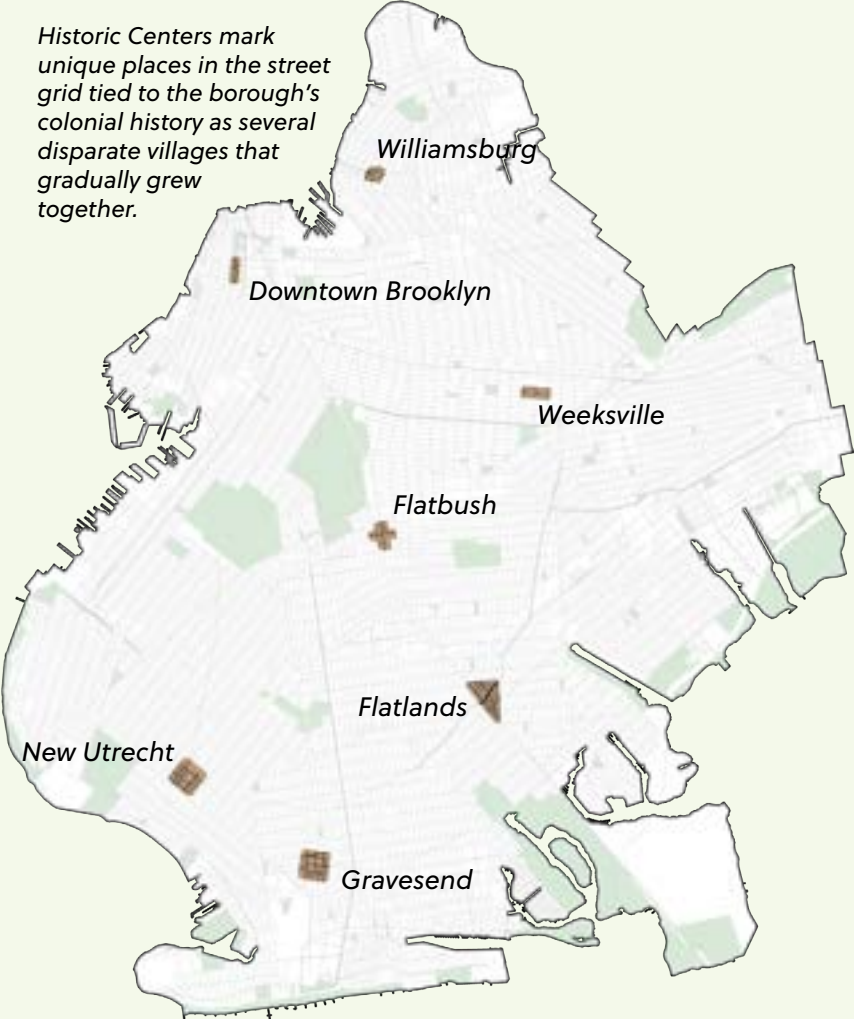 Historic Centers mark
unique places in the street
grid tied to the borough’s
colonial history as several
disparate villages that
gradually grew
together.
Williamsburg
Downtown Brooklyn
Weeksville
Flatbush
Flatlands
New Utrecht
Gravesend